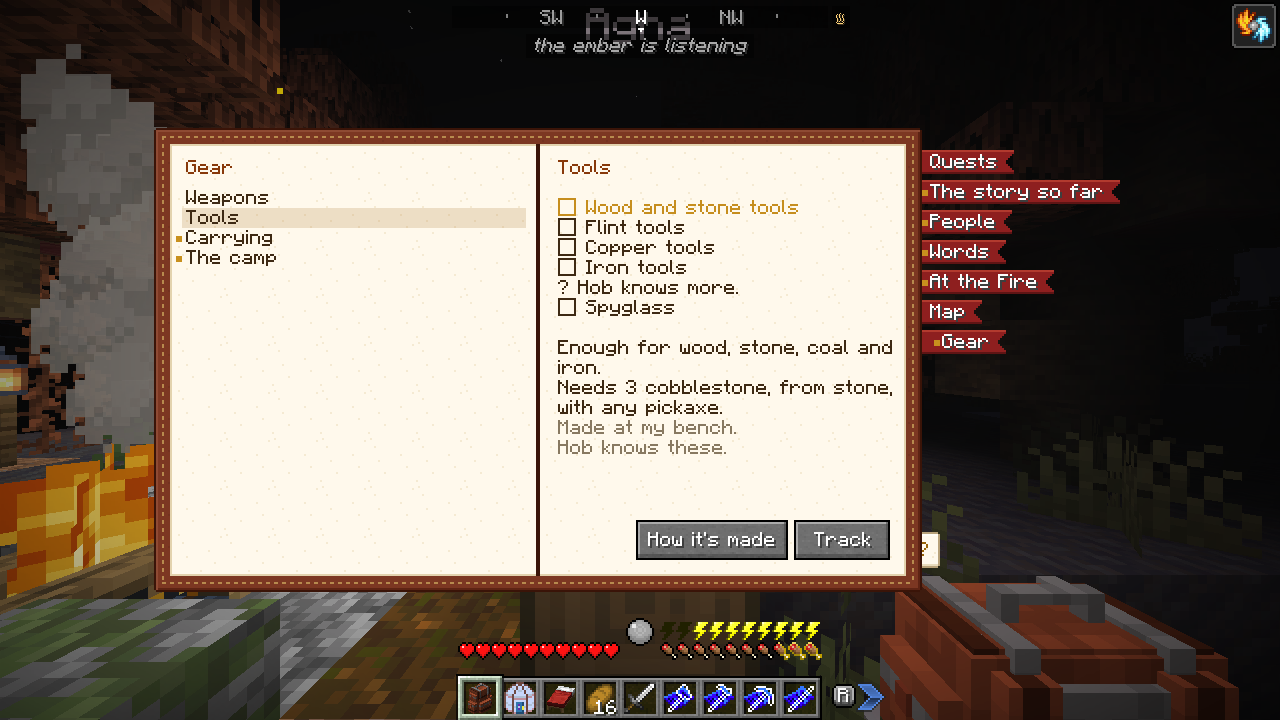 SW W NW
Agna
the ember is listening
Gear
Weapons
Tools
Carrying
The camp
Tools
Wood and stone tools
Flint tools
Copper tools
Iron tools
? Hob knows more.
Spyglass
Enough for wood, stone, coal and
iron.
Needs 3 cobblestone, from stone,
with any pickaxe.
Made at my bench.
Hob knows these.
How it's made
Track
Quests
The story so far
People
Words
At the Fire
Map
Gear
?
16
R